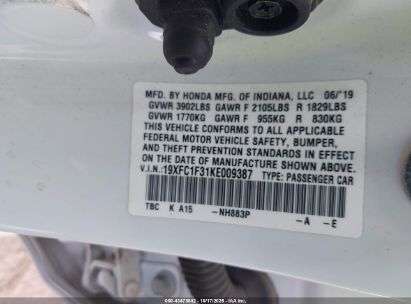 MFD. BY HONDA MFG. OF INDIANA, LLC 06/'19
GVWR 3902LBS GAWR F 2105LBS R 1829LBS
GVWR 1770KG GAWR F 955KG R 830KG
THIS VEHICLE CONFORMS TO ALL APPLICABLE
FEDERAL MOTOR VEHICLE SAFETY, BUMPER, AND
THEFT PREVENTION STANDARDS IN EFFECT
ON THE DATE OF MANUFACTURE SHOWN ABOVE.
V.I.N.: 19XFC1F31KE009387 TYPE: PASSENGER CAR
TBC K A15 -NH883P -A -E